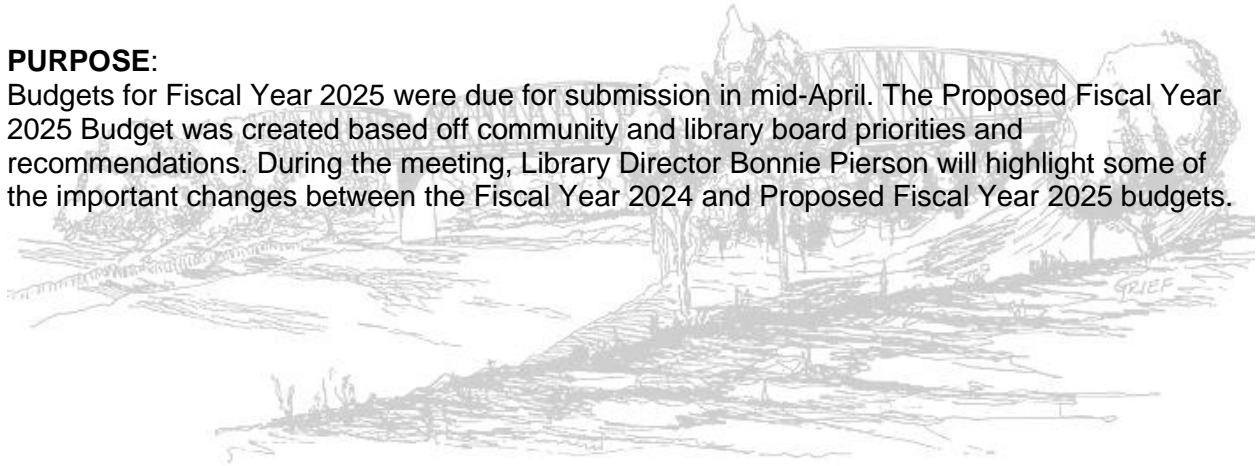 PURPOSE:
Budgets for Fiscal Year 2025 were due for submission in mid-April. The Proposed Fiscal Year
2025 Budget was created based off community and library board priorities and
recommendations. During the meeting, Library Director Bonnie Pierson will highlight some of
the important changes between the Fiscal Year 2024 and Proposed Fiscal Year 2025 budgets.
GRIEF